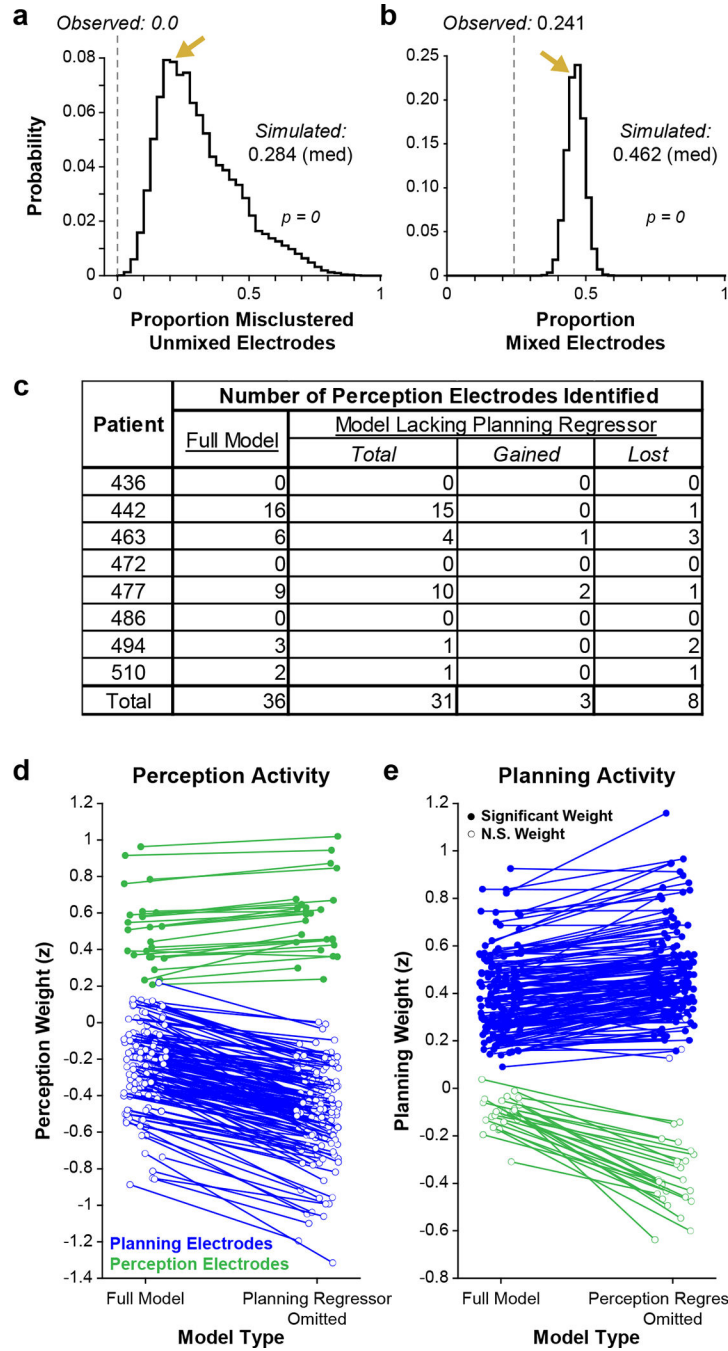 a
Observed: 0.0
0.08
0.06
0.04
0.02
0
Probability
Simulated:
0.284 (med)
p = 0
0 0.5 1
Proportion Misclustered
Unmixed Electrodes
b
Observed: 0.241
0.25
0.20
0.15
0.10
0.05
0
Simulated:
0.462 (med)
p = 0
0 0.5 1
Proportion
Mixed Electrodes
c
Patient Number of Perception Electrodes Identified
Full Model Model Lacking Planning Regressor
Total Gained Lost
436 0 0 0 0
442 16 15 0 1
463 6 4 1 3
472 0 0 0 0
477 9 10 2 1
486 0 0 0 0
494 3 1 0 2
510 2 1 0 1
Total 36 31 3 8
d Perception Activity
1.2
1
0.8
0.6
0.4
0.2
0
-0.2
-0.4
-0.6
-0.8
-1
-1.2
-1.4
Perception Weight (z)
Planning Electrodes
Perception Electrodes
Full Model Planning Regressor
Omitted
Model Type
e Planning Activity
Significant Weight
N.S. Weight
1.2
1
0.8
0.6
0.4
0.2
0
-0.2
-0.4
-0.6
-0.8
Planning Weight (z)
Full Model Perception Regres
Omitted
Model Type